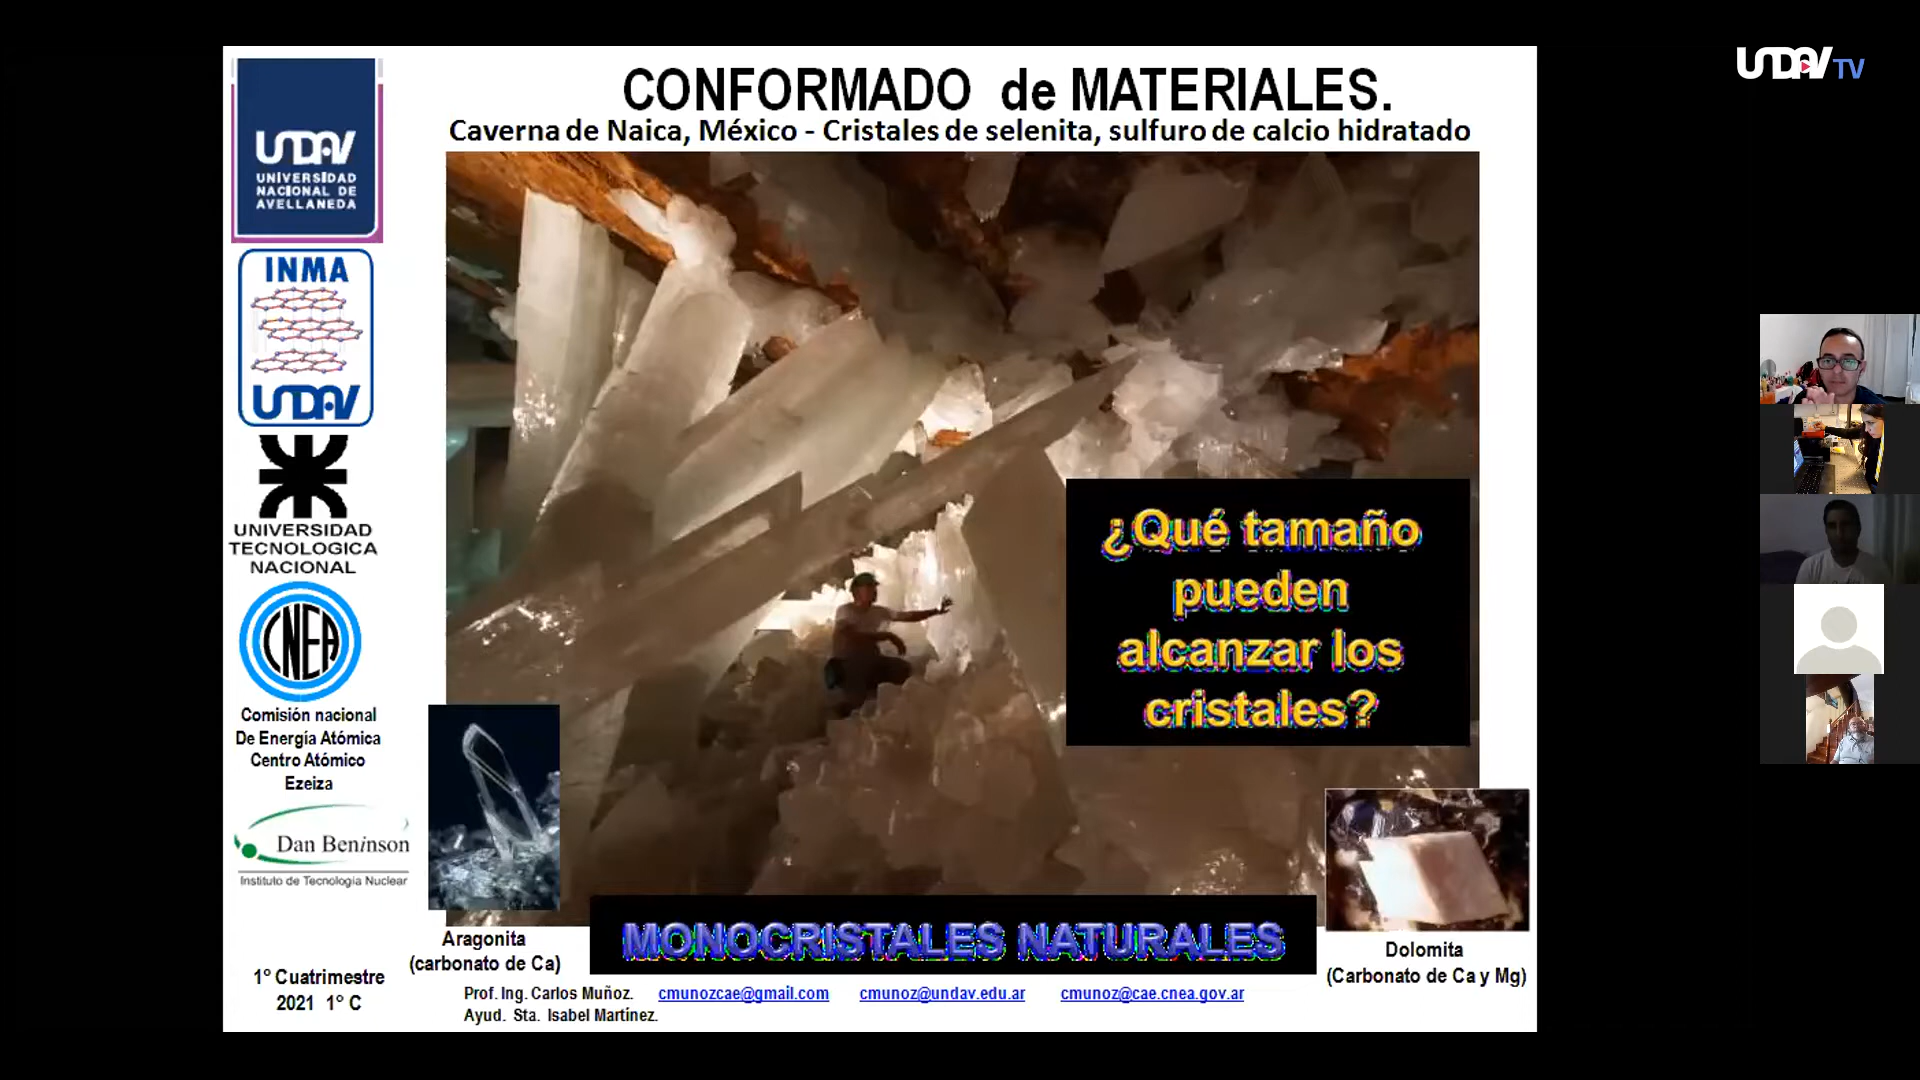 UNDAV TV
CONFORMADO de MATERIALES.
Caverna de Naica, México - Cristales de selenita, sulfuro de calcio hidratado
UNDAV
UNIVERSIDAD
NACIONAL DE
AVELLANEDA
INMA
UNDAV
UNIVERSIDAD
TECNOLOGICA
NACIONAL
CNEA
Comisión nacional
De Energía Atómica
Centro Atómico
Ezeiza
Dan Beninson
Instituto de Tecnología Nuclear
1º Cuatrimestre
2021 1º C
¿Qué tamaño
pueden
alcanzar los
cristales?
MONOCRISTALES NATURALES
Aragonita
(carbonato de Ca)
Dolomita
(Carbonato de Ca y Mg)
Prof. Ing. Carlos Muñoz. cmunozcae@gmail.com cmunoz@undav.edu.ar cmunoz@cae.cnea.gov.ar
Ayud. Sta. Isabel Martínez.